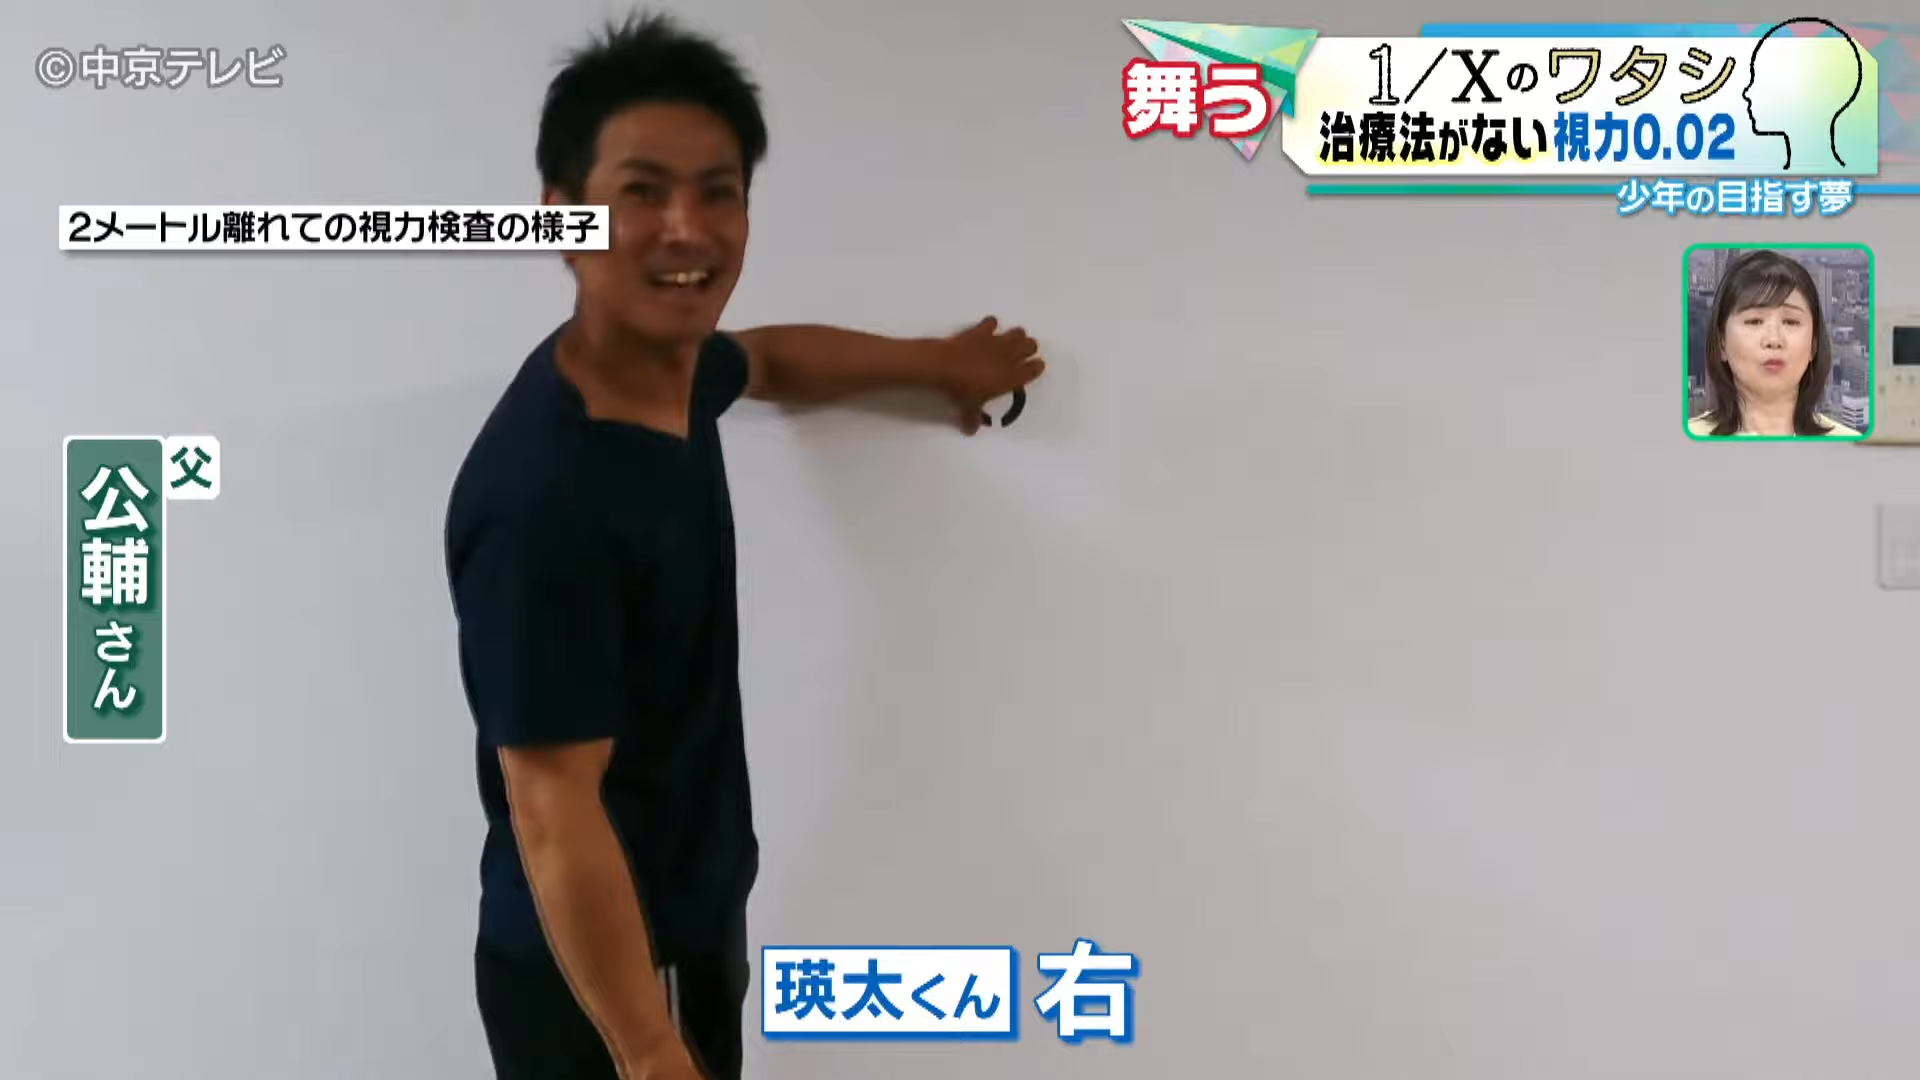 ©中京テレビ
舞う
1/Xのワタシ
治療法がない視力0.02
少年の目指す夢
2メートル離れての視力検査の様子
父
公輔さん
瑛太くん 右